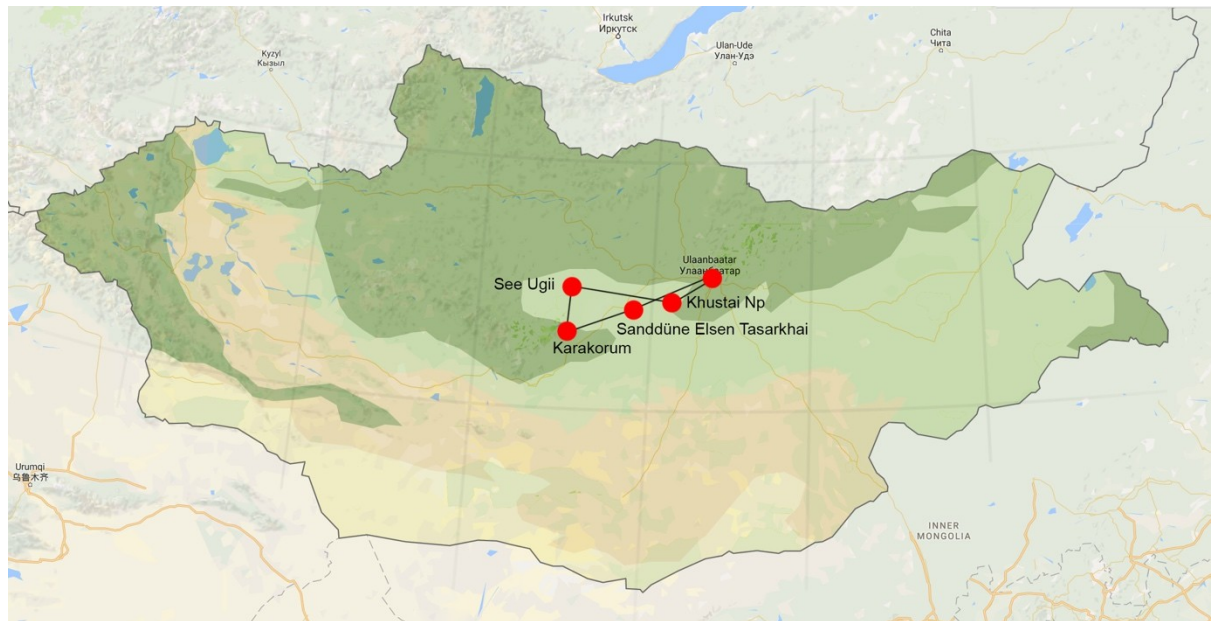 Irkutsk
Иркутск
Chita
Чита
Ulan-Ude
Улан-Удэ
Kyzyl
Кызыл
Ulaanbaatar
Улаанбаатар
See Ugii
Khustai Np
Sanddüne Elsen Tasarkhai
Karakorum
Urumqi
乌鲁木齐
INNER
MONGOLIA